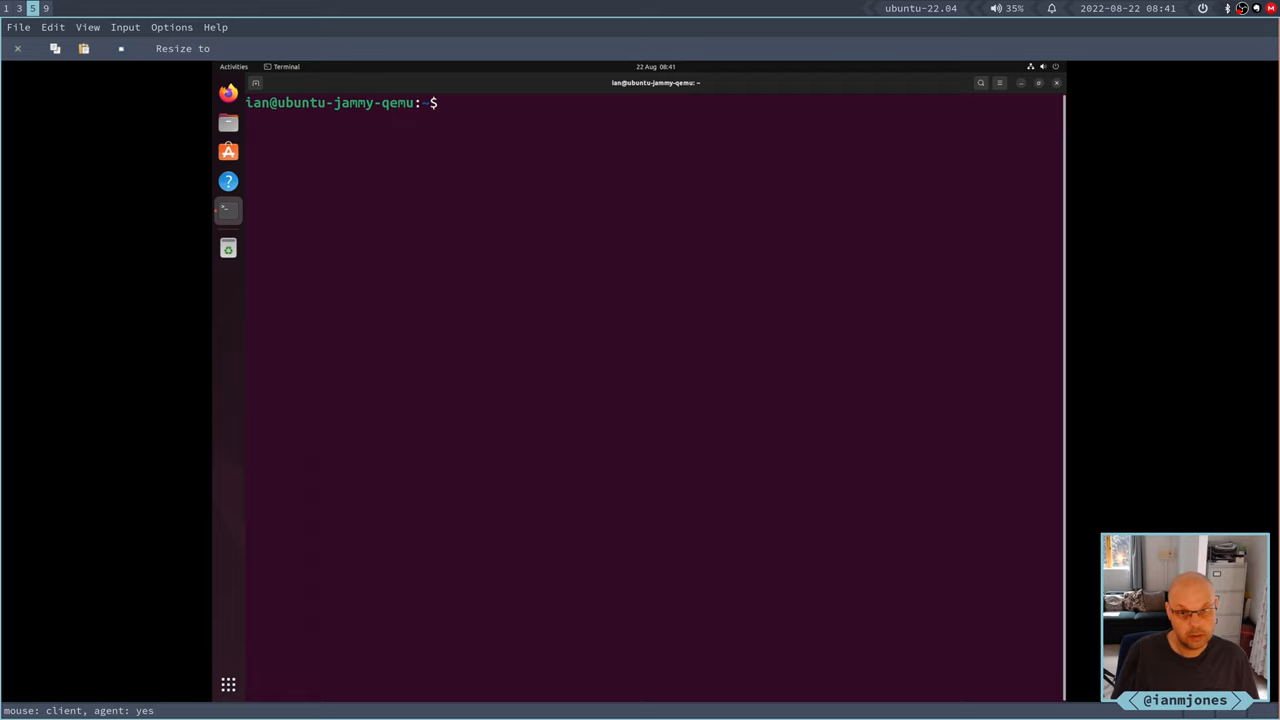 1 3 5 9
ubuntu-22.04
35%
2022-08-22 08:41
File Edit View Input Options Help
Resize to
Activities
Terminal
22 Aug 08:41
ian@ubuntu-jammy-qemu: ~
ian@ubuntu-jammy-qemu:~$
@ianmjones
mouse: client, agent: yes